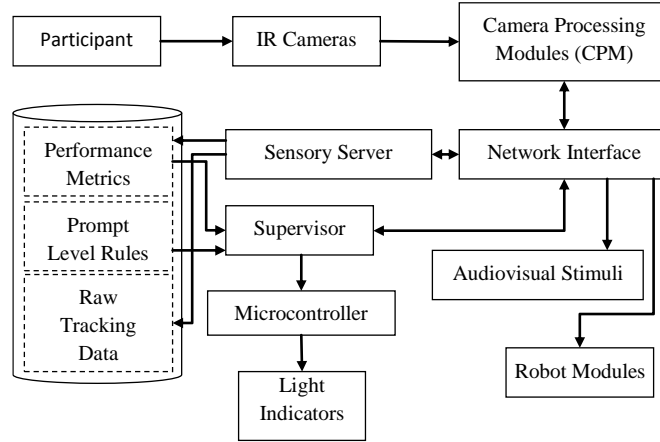 Participant
IR Cameras
Camera Processing
Modules (CPM)
Performance
Metrics
Sensory Server
Network Interface
Prompt
Level Rules
Supervisor
Audiovisual Stimuli
Raw
Tracking
Data
Microcontroller
Robot Modules
Light
Indicators